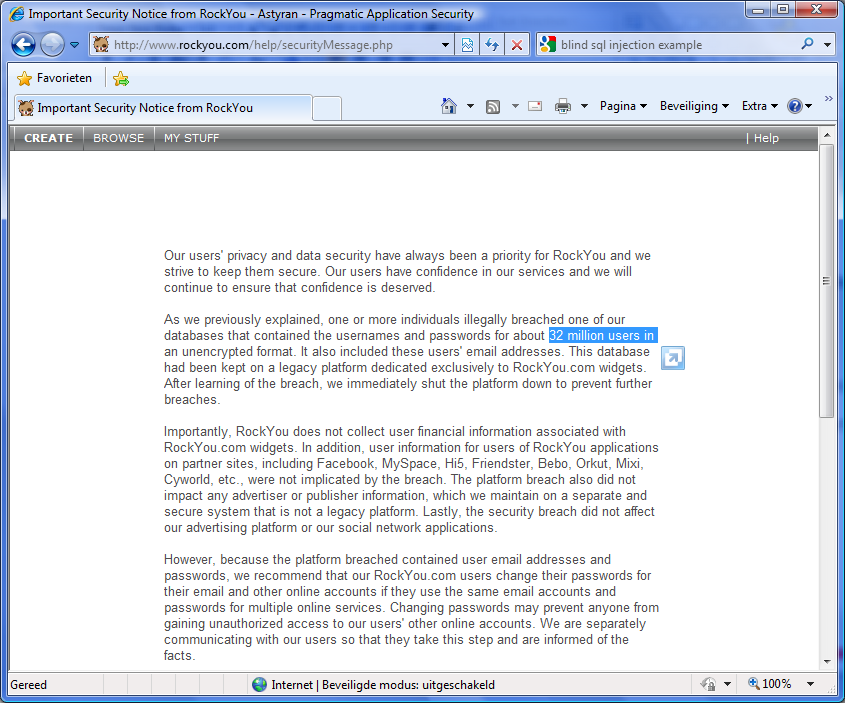 Important Security Notice from RockYou - Astyran - Pragmatic Application Security
http://www.rockyou.com/help/securityMessage.php
blind sql injection example
Favorieten
Important Security Notice from RockYou
Pagina
Beveiliging
Extra
CREATE
BROWSE
MY STUFF
| Help
Our users' privacy and data security have always been a priority for RockYou and we
strive to keep them secure. Our users have confidence in our services and we will
continue to ensure that confidence is deserved.
As we previously explained, one or more individuals illegally breached one of our
databases that contained the usernames and passwords for about 32 million users in
an unencrypted format. It also included these users' email addresses. This database
had been kept on a legacy platform dedicated exclusively to RockYou.com widgets.
After learning of the breach, we immediately shut the platform down to prevent further
breaches.
Importantly, RockYou does not collect user financial information associated with
RockYou.com widgets. In addition, user information for users of RockYou applications
on partner sites, including Facebook, MySpace, Hi5, Friendster, Bebo, Orkut, Mixi,
Cyworld, etc., were not implicated by the breach. The platform breach also did not
impact any advertiser or publisher information, which we maintain on a separate and
secure system that is not a legacy platform. Lastly, the security breach did not affect
our advertising platform or our social network applications.
However, because the platform breached contained user email addresses and
passwords, we recommend that our RockYou.com users change their passwords for
their email and other online accounts if they use the same email accounts and
passwords for multiple online services. Changing passwords may prevent anyone from
gaining unauthorized access to our users' other online accounts. We are separately
communicating with our users so that they take this step and are informed of the
facts.
Gereed
Internet | Beveiligde modus: uitgeschakeld
100%